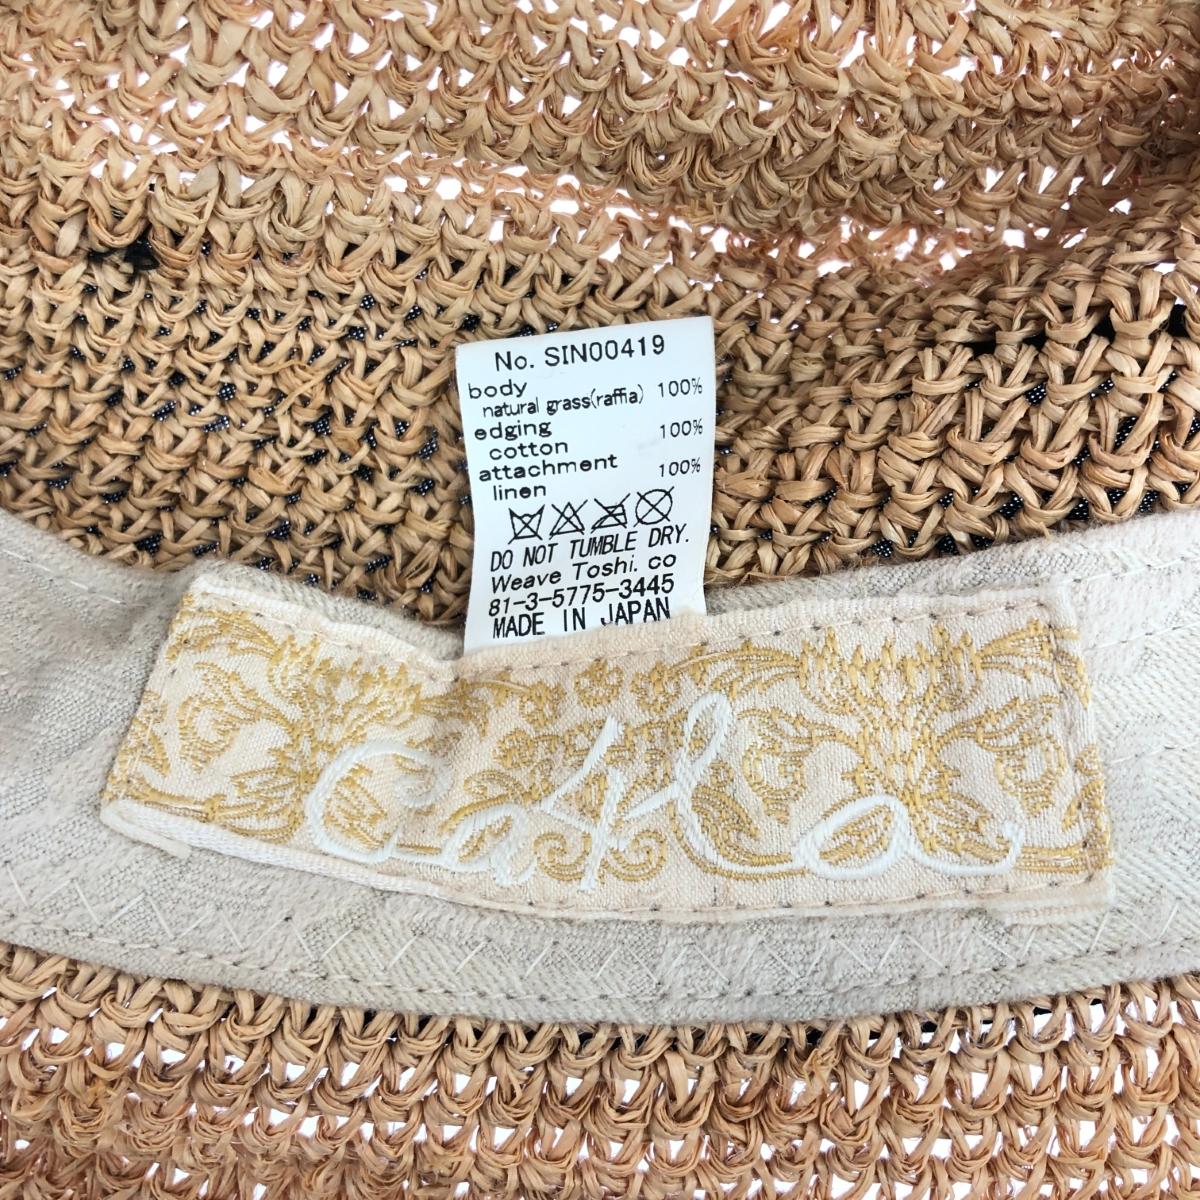 No. SIN00419
body
natural grass(raffia) 100%
edging
cotton 100%
attachment
linen 100%
DO NOT TUMBLE DRY.
Weave Toshi. co
81-3-5775-3445
MADE IN JAPAN
Ca4la